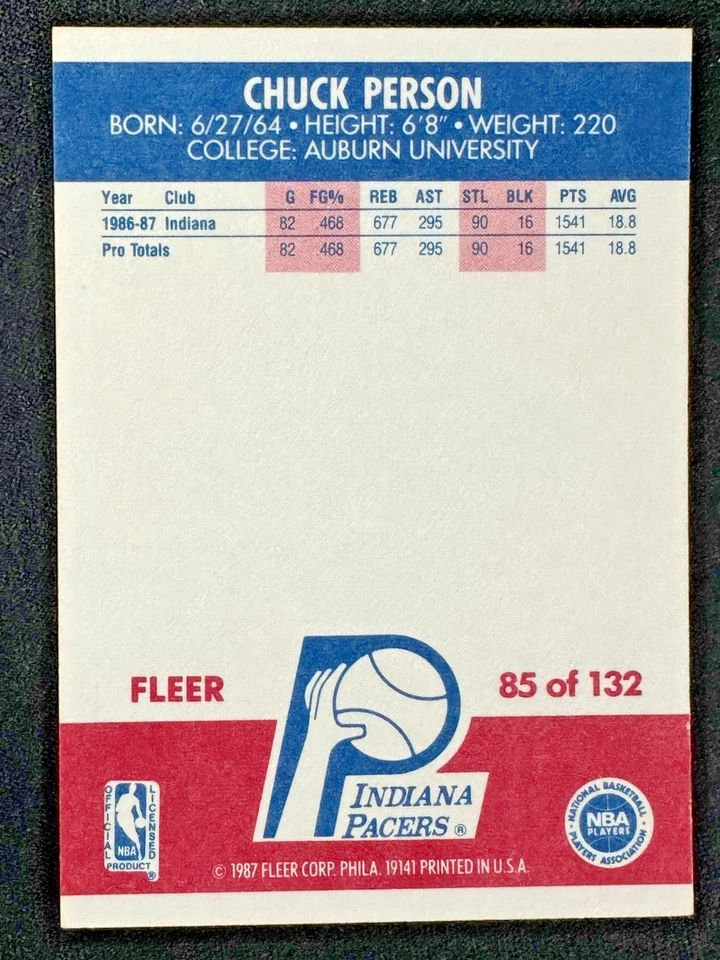 CHUCK PERSON
BORN: 6/27/64 • HEIGHT: 6'8" • WEIGHT: 220
COLLEGE: AUBURN UNIVERSITY
Year Club G FG% REB AST STL BLK PTS AVG
1986-87 Indiana 82 .468 677 295 90 16 1541 18.8
Pro Totals 82 .468 677 295 90 16 1541 18.8
FLEER
85 of 132
INDIANA
PACERS ®
OFFICIAL
LICENSED
NBA
PRODUCT
®
NATIONAL BASKETBALL
NBA
PLAYERS
PLAYERS ASSOCIATION
© 1987 FLEER CORP. PHILA. 19141 PRINTED IN U.S.A.